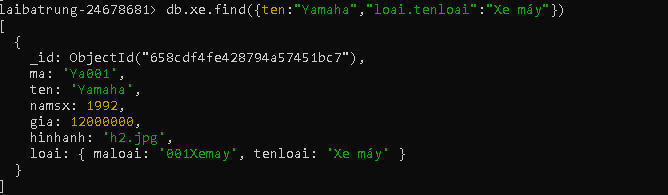 laibatrung-24678681> db.xe.find({ten:"Yamaha","loai.tenloai":"Xe máy"})
[
  {
    _id: ObjectId("658cdf4fe428794a57451bc7"),
    ma: 'Ya001',
    ten: 'Yamaha',
    namsx: 1992,
    gia: 12000000,
    hinhanh: 'h2.jpg',
    loai: { maloai: '001Xemay', tenloai: 'Xe máy' }
  }
]